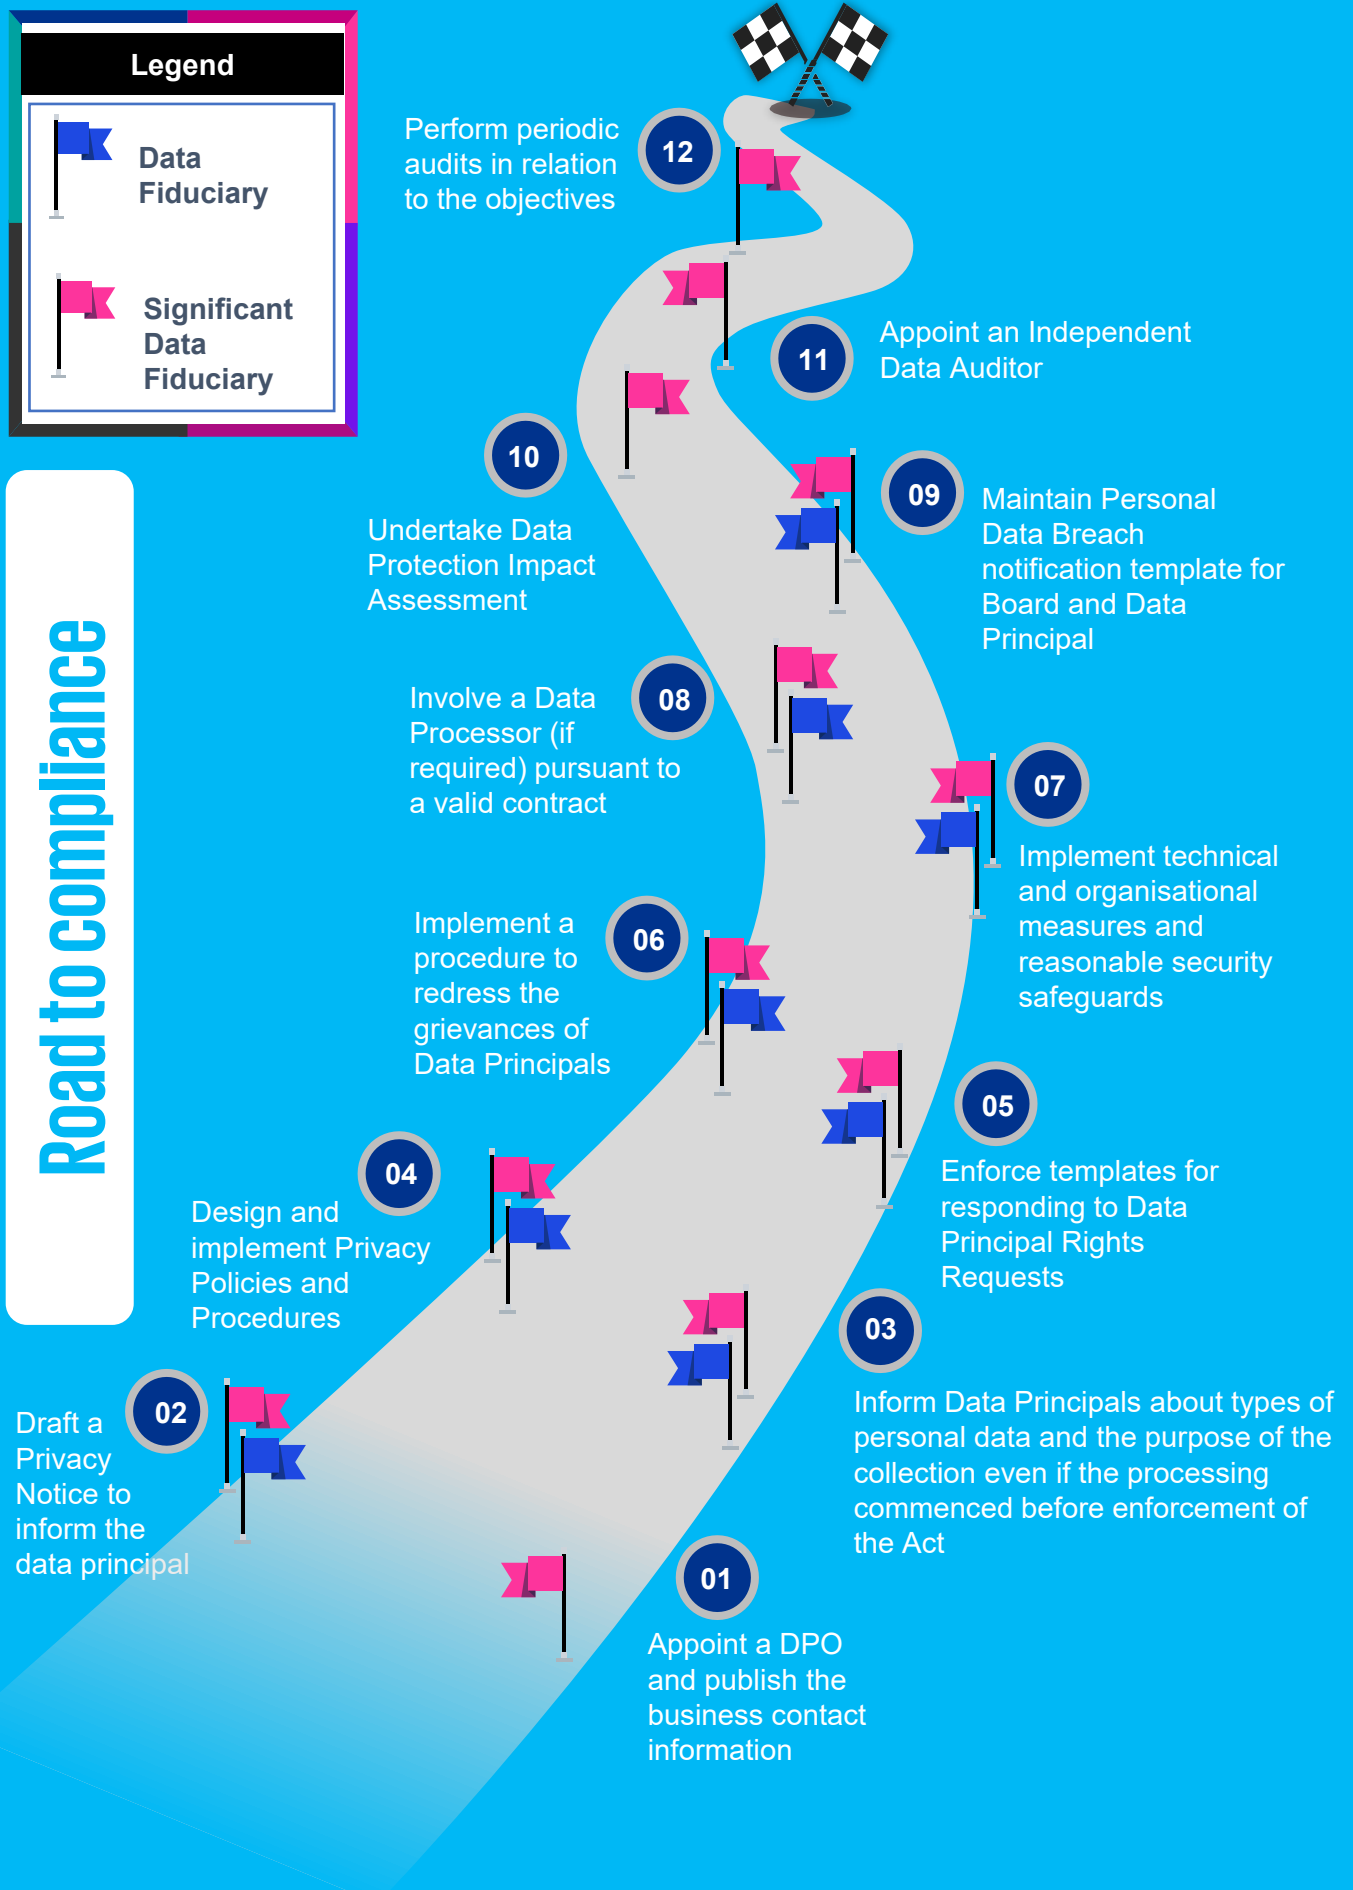 Legend
Data
Fiduciary
Significant
Data
Fiduciary
Road to compliance
12
Perform periodic
audits in relation
to the objectives
11
Appoint an Independent
Data Auditor
10
Undertake Data
Protection Impact
Assessment
09
Maintain Personal
Data Breach
notification template for
Board and Data
Principal
08
Involve a Data
Processor (if
required) pursuant to
a valid contract
07
Implement technical
and organisational
measures and
reasonable security
safeguards
06
Implement a
procedure to
redress the
grievances of
Data Principals
05
Enforce templates for
responding to Data
Principal Rights
Requests
04
Design and
implement Privacy
Policies and
Procedures
03
Inform Data Principals about types of
personal data and the purpose of the
collection even if the processing
commenced before enforcement of
the Act
02
Draft a
Privacy
Notice to
inform the
data principal
01
Appoint a DPO
and publish the
business contact
information